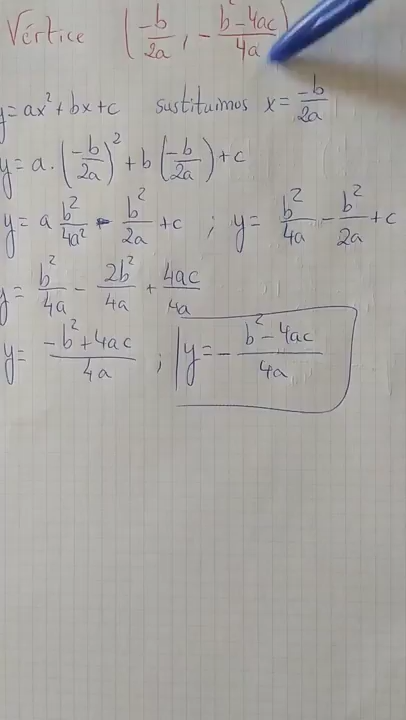 Vértice (-b/2a , - b²-4ac/4a)
y = ax² + bx + c sustituimos x = -b/2a
y = a · (-b/2a)² + b (-b/2a) + c
y = a b²/4a² - b²/2a + c ; y = b²/4a - b²/2a + c
y = b²/4a - 2b²/4a + 4ac/4a
y = -b²+4ac/4a ; y = - b²-4ac/4a